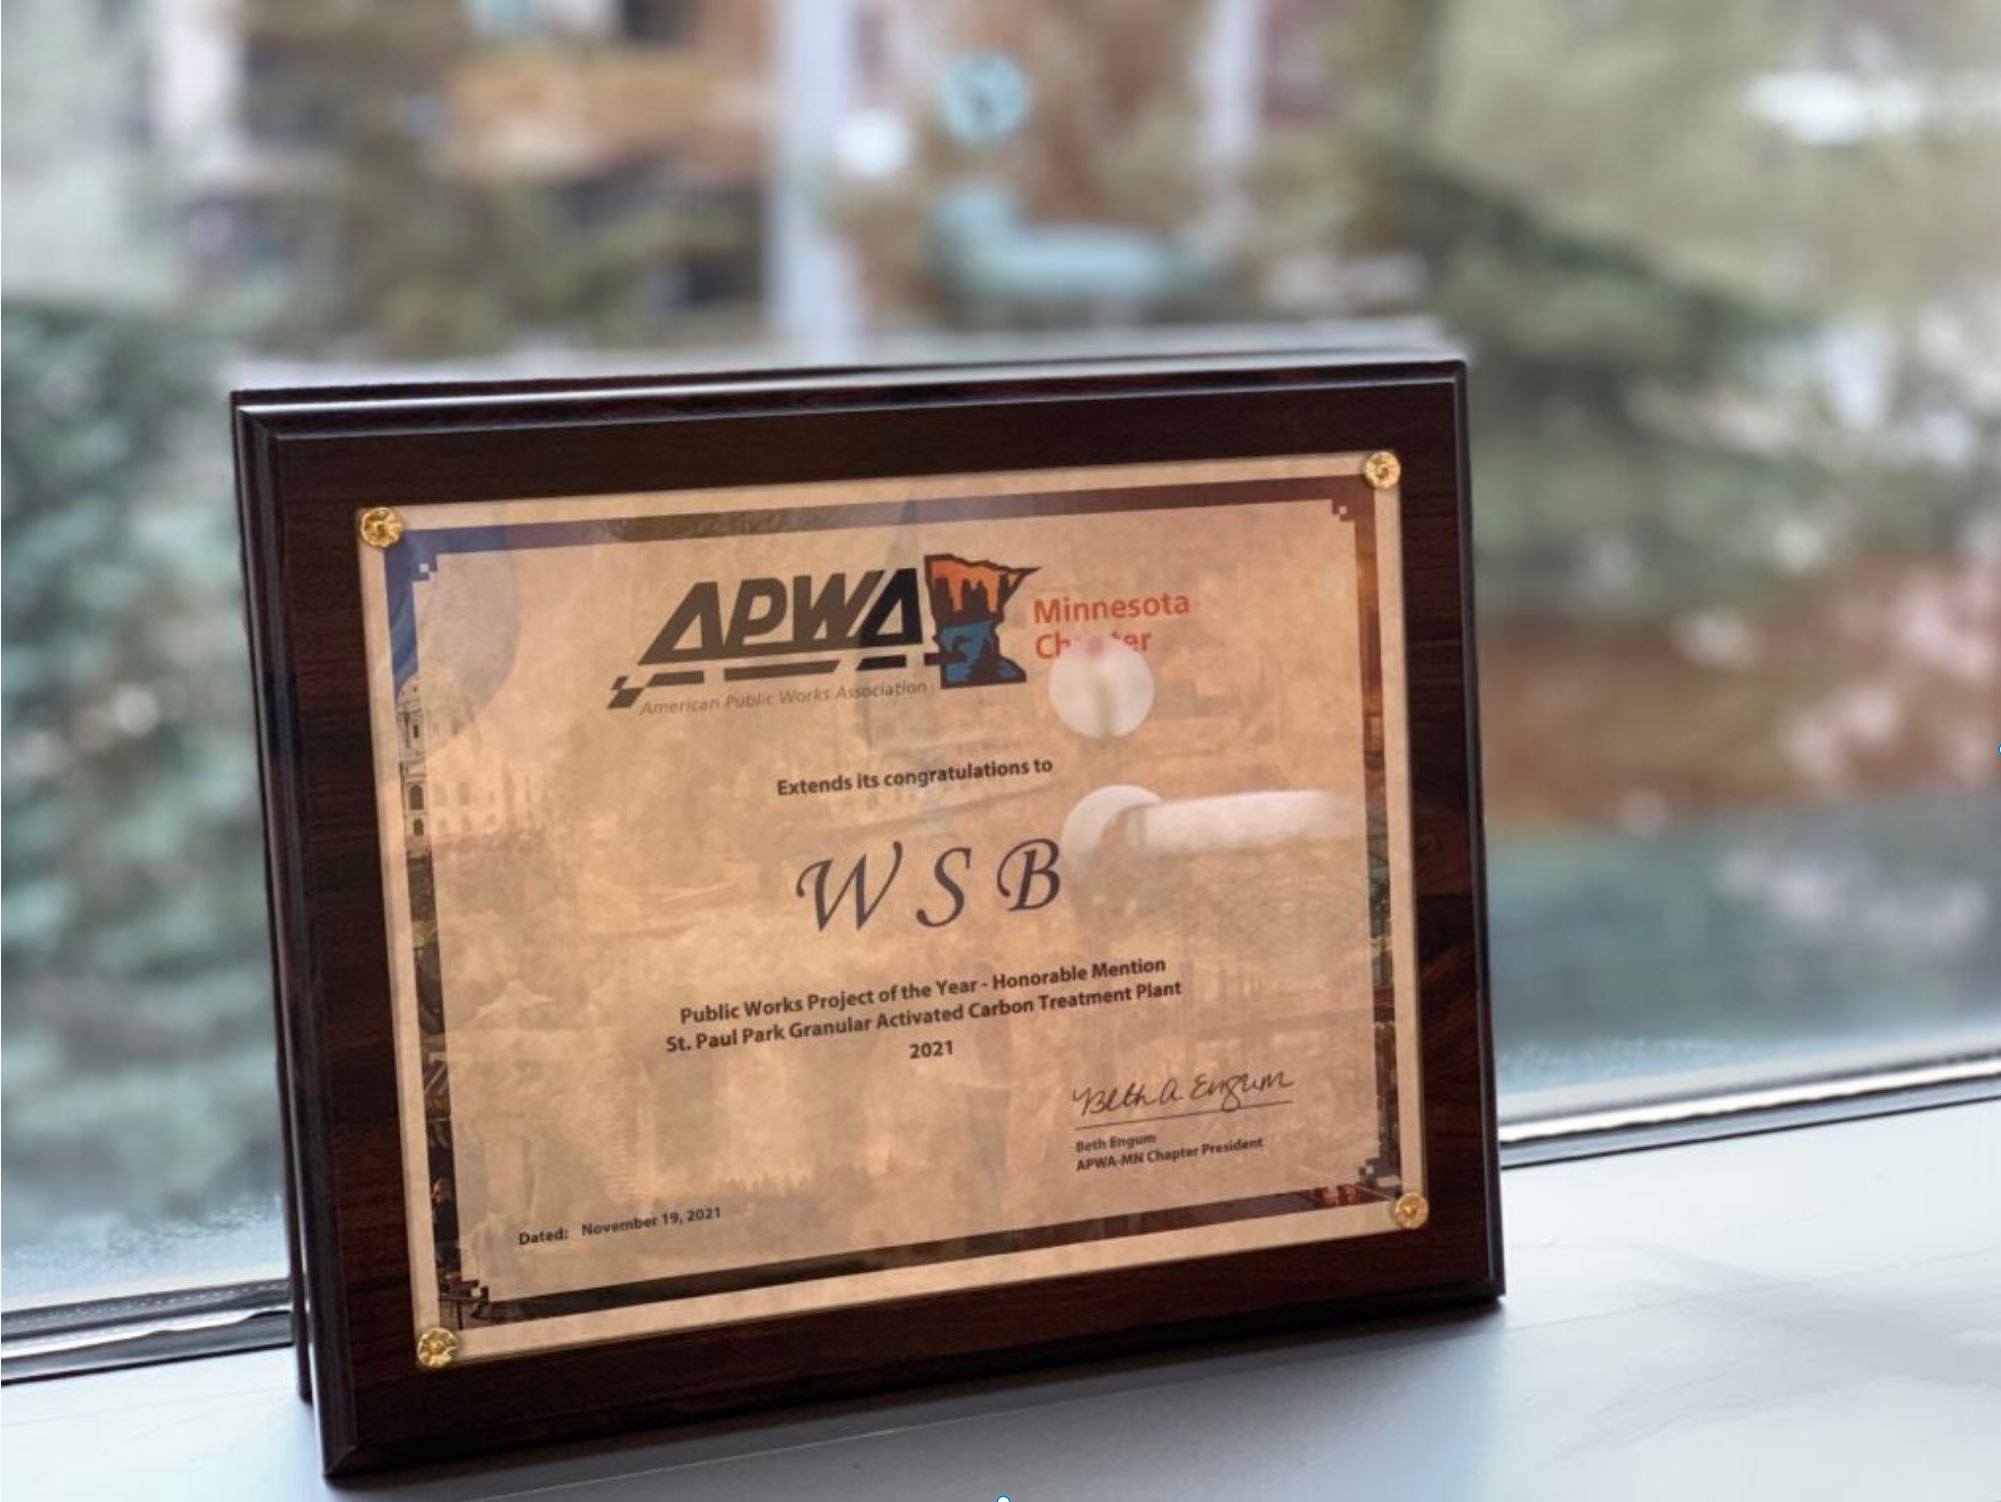 APWA
American Public Works Association
Minnesota
Chapter
Extends its congratulations to
W S B
Public Works Project of the Year - Honorable Mention
St. Paul Park Granular Activated Carbon Treatment Plant
2021
Beth A Engum
Beth Engum
APWA-MN Chapter President
Dated: November 19, 2021